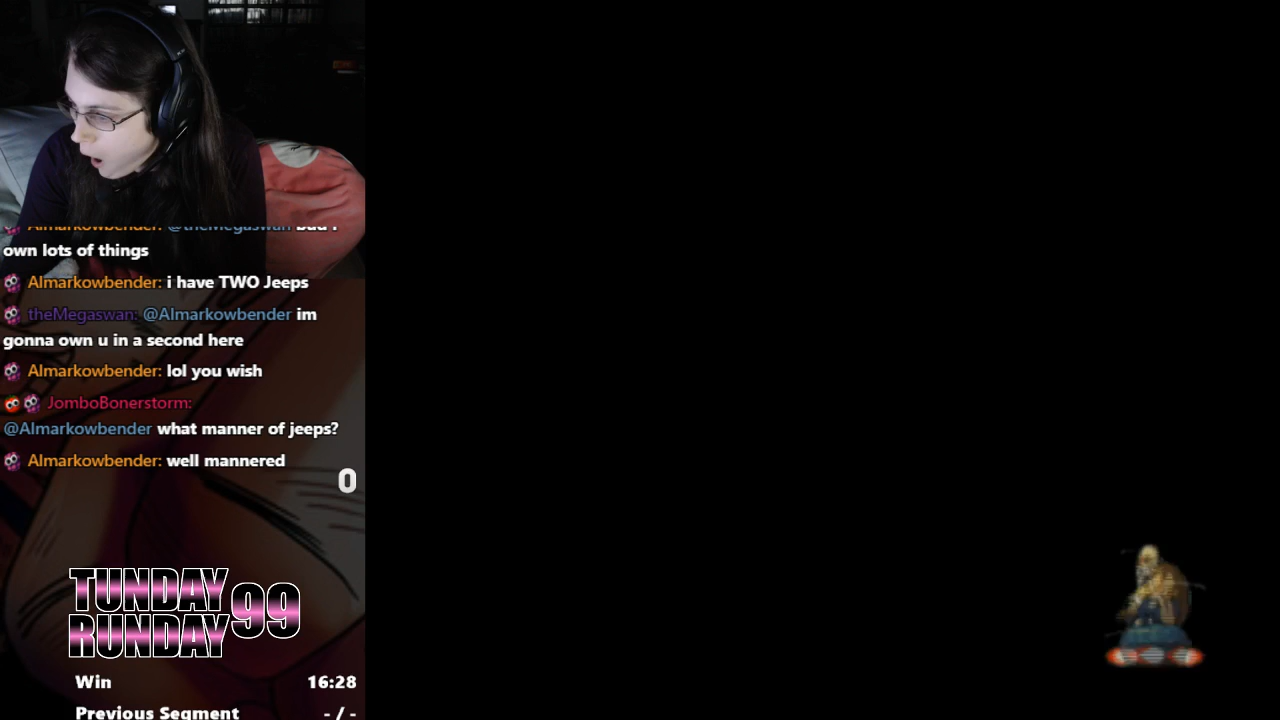 Almarkowbender: @theMegaswan
own lots of things
Almarkowbender: i have TWO Jeeps
theMegaswan: @Almarkowbender im
gonna own u in a second here
Almarkowbender: lol you wish
JomboBonerstorm:
@Almarkowbender what manner of jeeps?
Almarkowbender: well mannered
0
TUNDAY
RUNDAY 99
Win 16:28
Previous Segment - / -